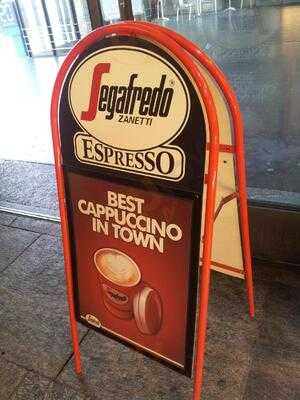 Segafredo
ZANETTI
ESPRESSO
BEST
CAPPUCCINO
IN TOWN